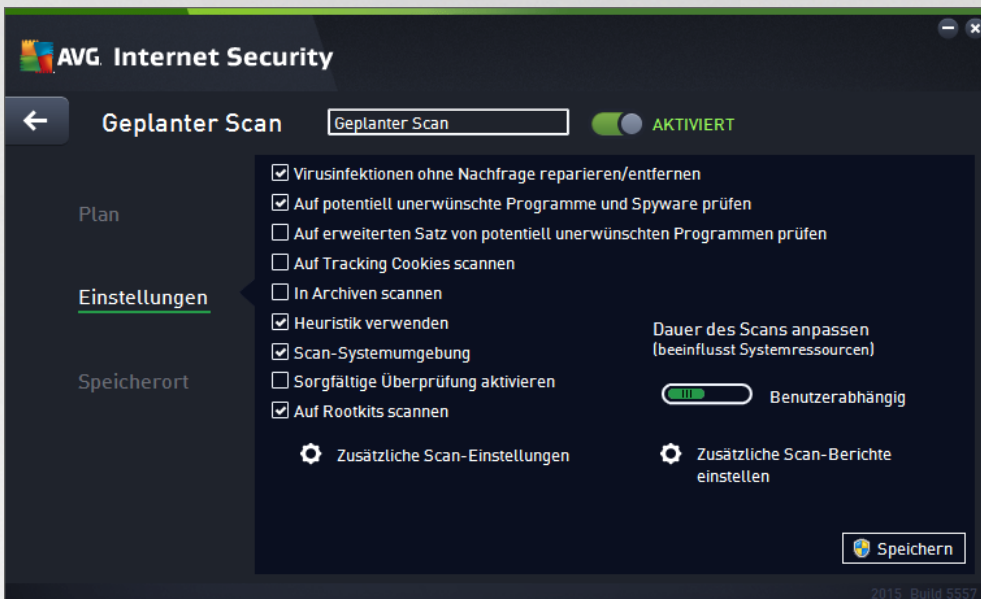 AVG. Internet Security
Geplanter Scan
Geplanter Scan
AKTIVIERT
Plan
Einstellungen
Speicherort
Virusinfektionen ohne Nachfrage reparieren/entfernen
Auf potentiell unerwünschte Programme und Spyware prüfen
Auf erweiterten Satz von potentiell unerwünschten Programmen prüfen
Auf Tracking Cookies scannen
In Archiven scannen
Heuristik verwenden
Scan-Systemumgebung
Sorgfältige Überprüfung aktivieren
Auf Rootkits scannen
Zusätzliche Scan-Einstellungen
Dauer des Scans anpassen
(beeinflusst Systemressourcen)
Benutzerabhängig
Zusätzliche Scan-Berichte
einstellen
Speichern
2015 Build 5557